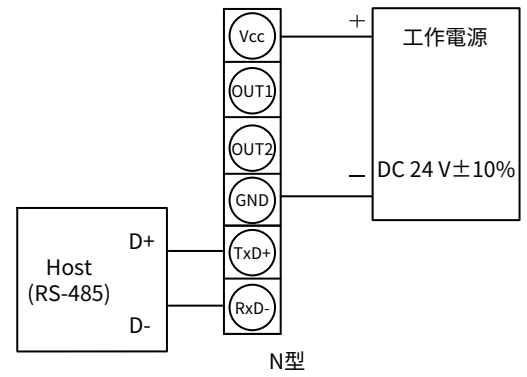 Vcc
+
工作電源
OUT1
OUT2
DC 24 V±10%
−
GND
D+
TxD+
Host
(RS-485)
RxD-
D-
N型